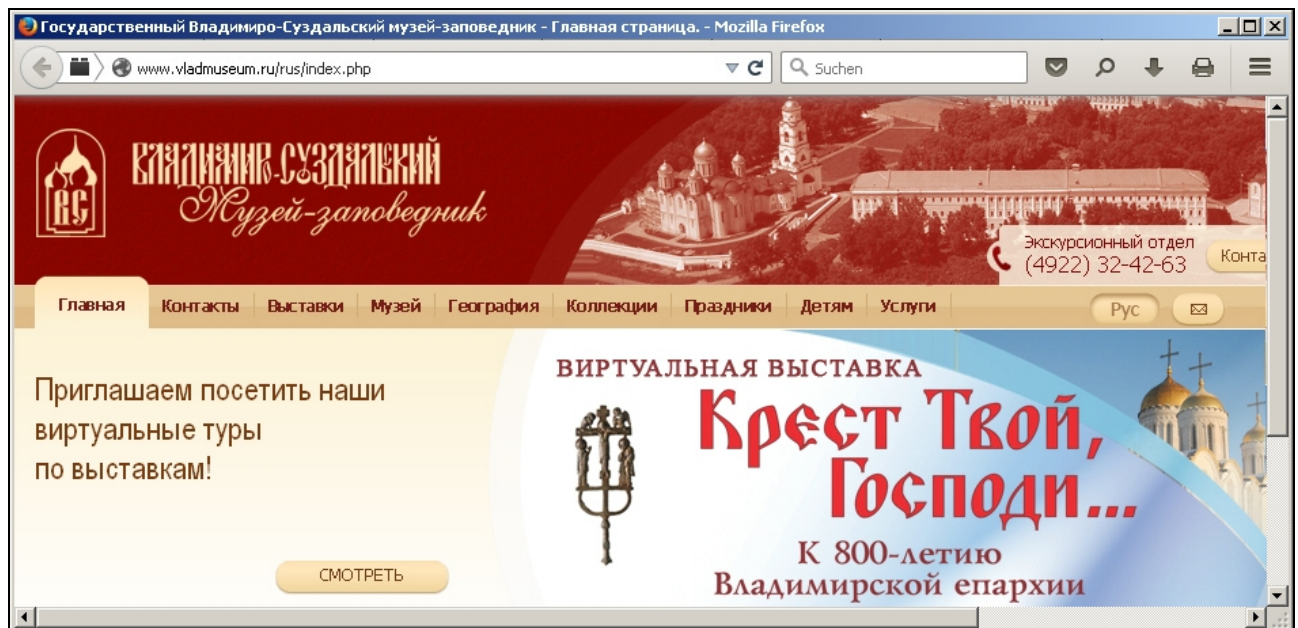 Государственный Владимиро-Суздальский музей-заповедник - Главная страница. - Mozilla Firefox
www.vladmuseum.ru/rus/index.php
Suchen
ВЛАДИМИР-СУЗДАЛЬСКИЙ
Музей-заповедник
ВС
Экскурсионный отдел
(4922) 32-42-63
Конта
Главная Контакты Выставки Музей География Коллекции Праздники Детям Услуги Рус
Приглашаем посетить наши
виртуальные туры
по выставкам!
СМОТРЕТЬ
ВИРТУАЛЬНАЯ ВЫСТАВКА
Крест Твой,
Господи...
К 800-летию
Владимирской епархии